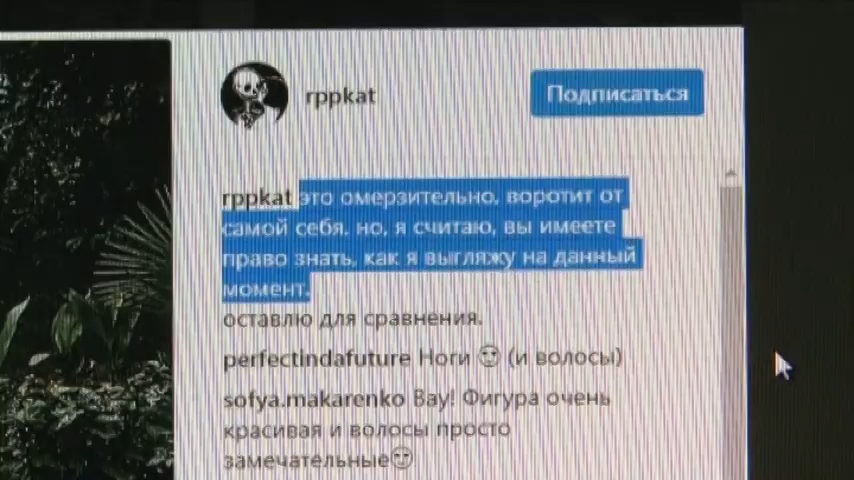 rppkat
Подписаться
rppkat это омерзительно, воротит от
самой себя. но, я считаю, вы имеете
право знать, как я выгляжу на данный
момент.
оставлю для сравнения.
perfectindafuture Ноги 🙂 (и волосы)
sofya.makarenko Вау! Фигура очень
красивая и волосы просто
замечательные🙂